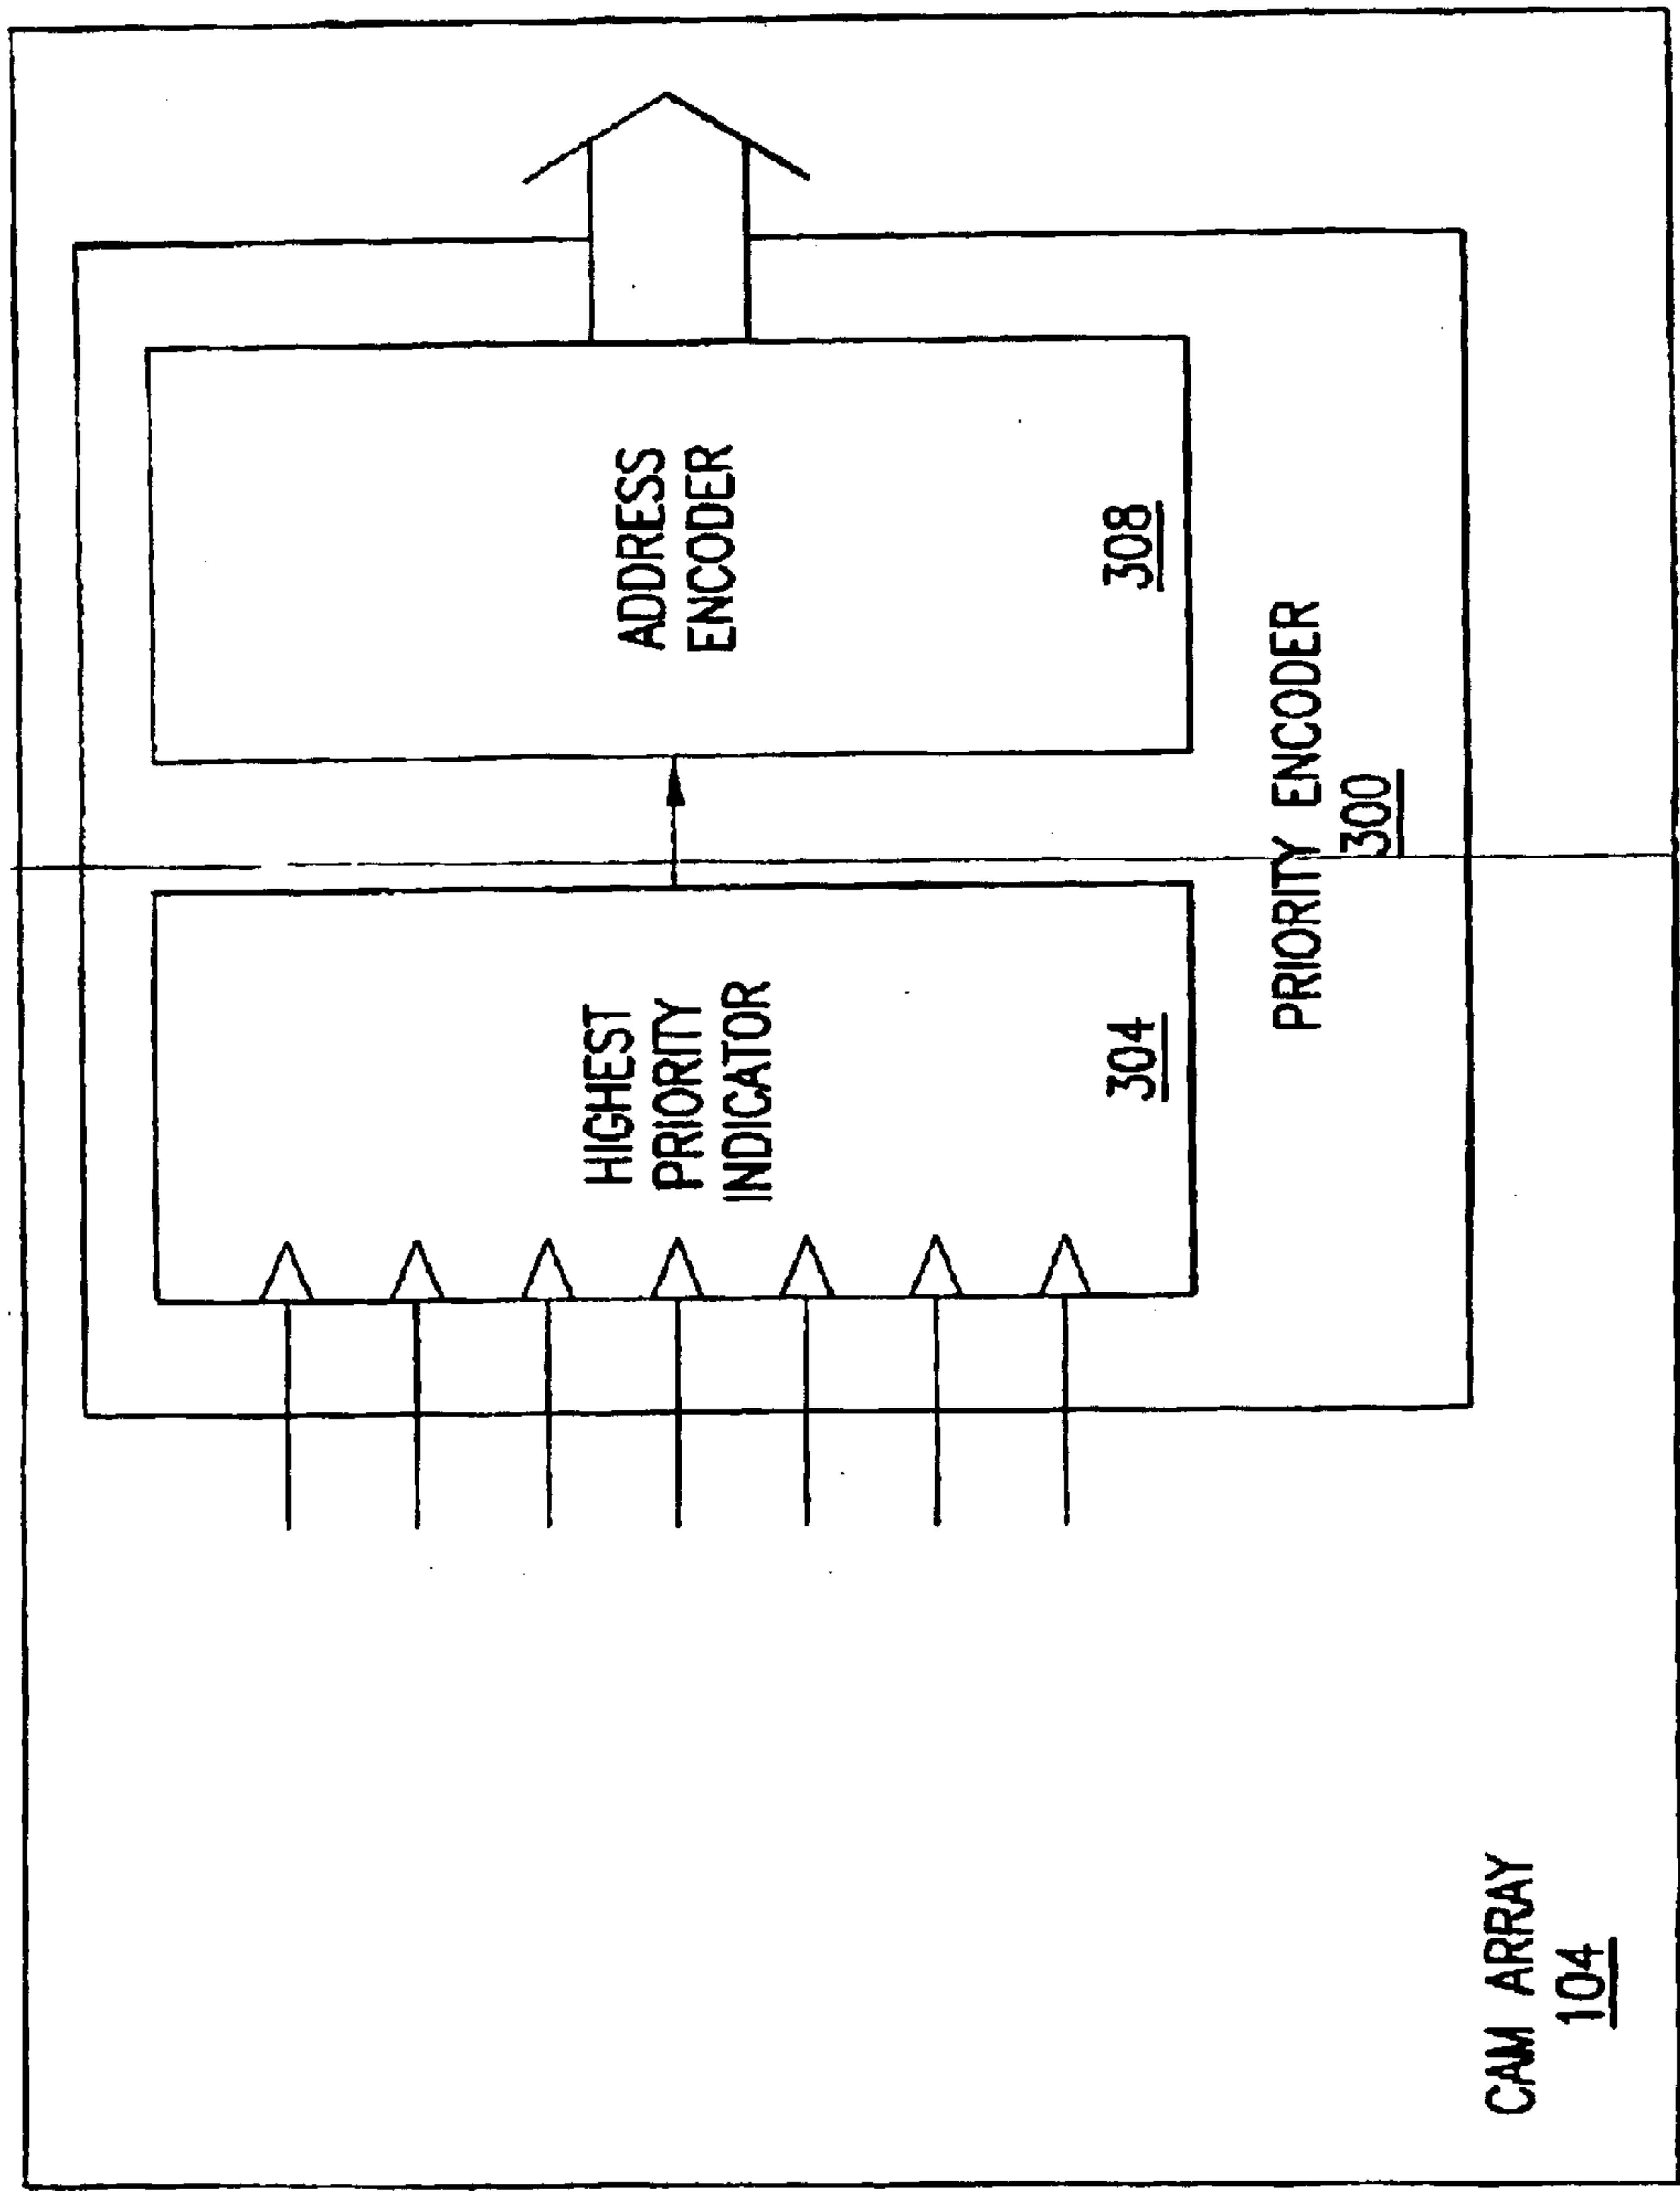 HIGHEST
PRIORITY
INDICATOR
304
ADDRESS
ENCODER
308
PRIORITY ENCODER
300
CAM ARRAY
104